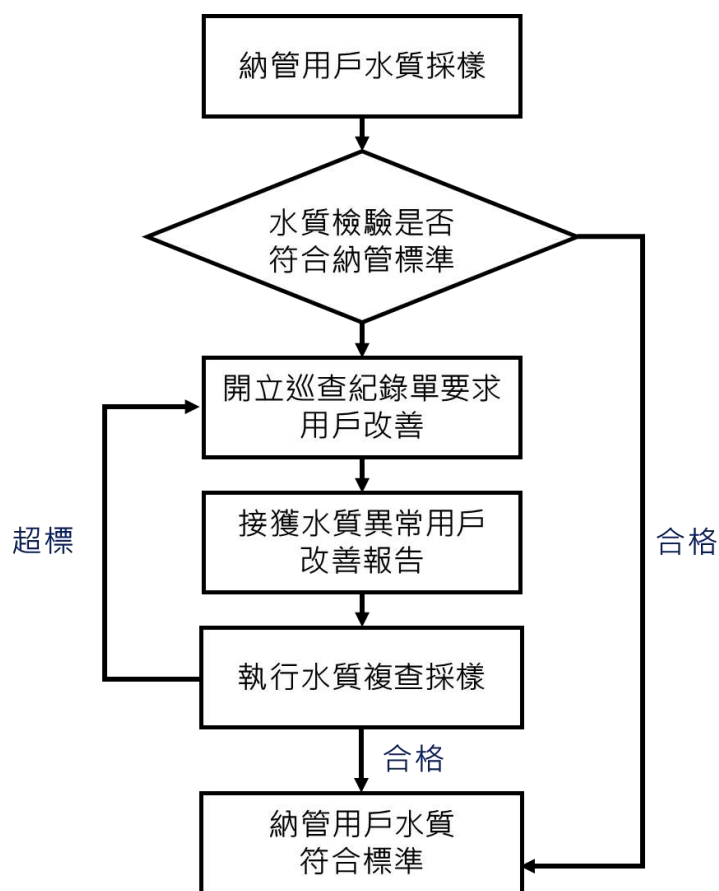 納管用戶水質採樣
水質檢驗是否
符合納管標準
開立巡查紀錄單要求
用戶改善
接獲水質異常用戶
改善報告
超標
合格
執行水質複查採樣
合格
納管用戶水質
符合標準